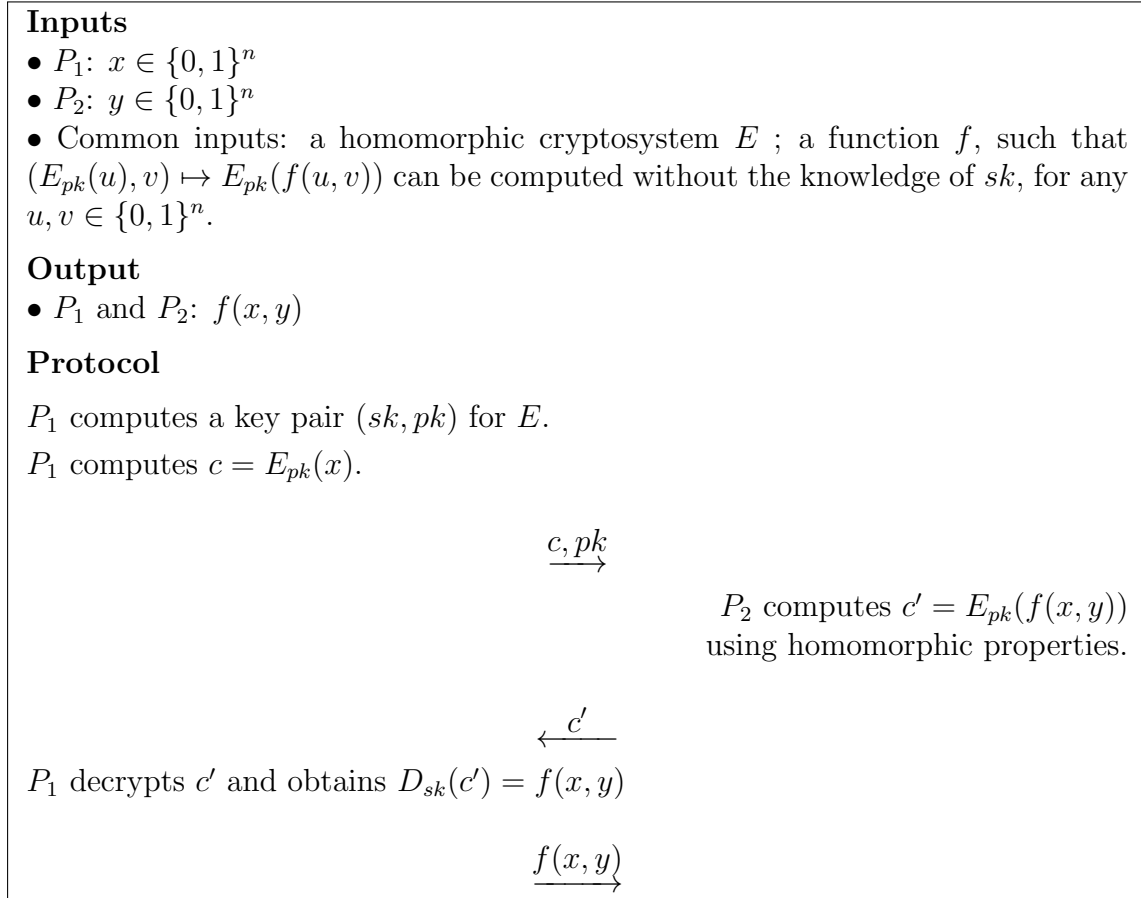 Inputs
• P₁: x ∈ {0, 1}ⁿ
• P₂: y ∈ {0, 1}ⁿ
• Common inputs: a homomorphic cryptosystem E ; a function f, such that
(E_pk(u), v) ↦ E_pk(f(u, v)) can be computed without the knowledge of sk, for any
u, v ∈ {0, 1}ⁿ.
Output
• P₁ and P₂: f(x, y)
Protocol
P₁ computes a key pair (sk, pk) for E.
P₁ computes c = E_pk(x).
c, pk
⟶
P₂ computes c′ = E_pk(f(x, y))
using homomorphic properties.
c′
⟵
P₁ decrypts c′ and obtains D_sk(c′) = f(x, y)
f(x, y)
⟶